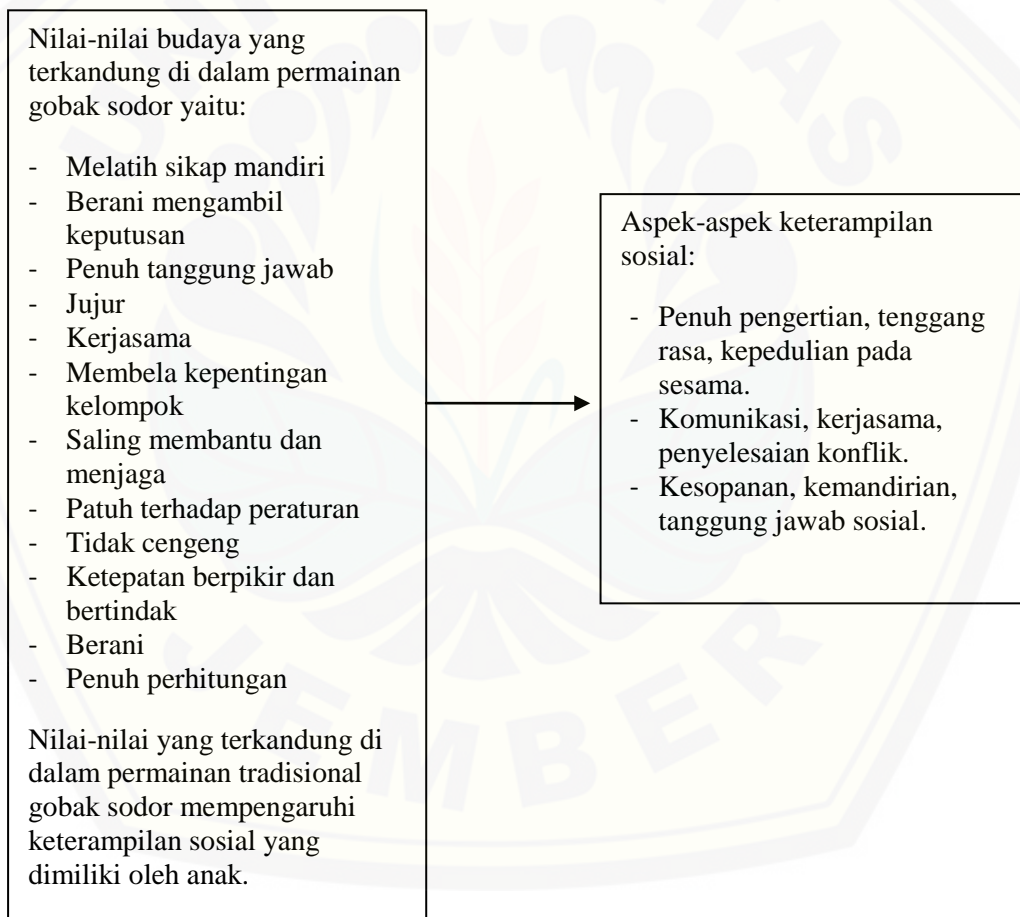 Nilai-nilai budaya yang
terkandung di dalam permainan
gobak sodor yaitu:
- Melatih sikap mandiri
- Berani mengambil
keputusan
- Penuh tanggung jawab
- Jujur
- Kerjasama
- Membela kepentingan
kelompok
- Saling membantu dan
menjaga
- Patuh terhadap peraturan
- Tidak cengeng
- Ketepatan berpikir dan
bertindak
- Berani
- Penuh perhitungan
Nilai-nilai yang terkandung di
dalam permainan tradisional
gobak sodor mempengaruhi
keterampilan sosial yang
dimiliki oleh anak.
Aspek-aspek keterampilan
sosial:
- Penuh pengertian, tenggang
rasa, kepedulian pada
sesama.
- Komunikasi, kerjasama,
penyelesaian konflik.
- Kesopanan, kemandirian,
tanggung jawab sosial.
JEMBER